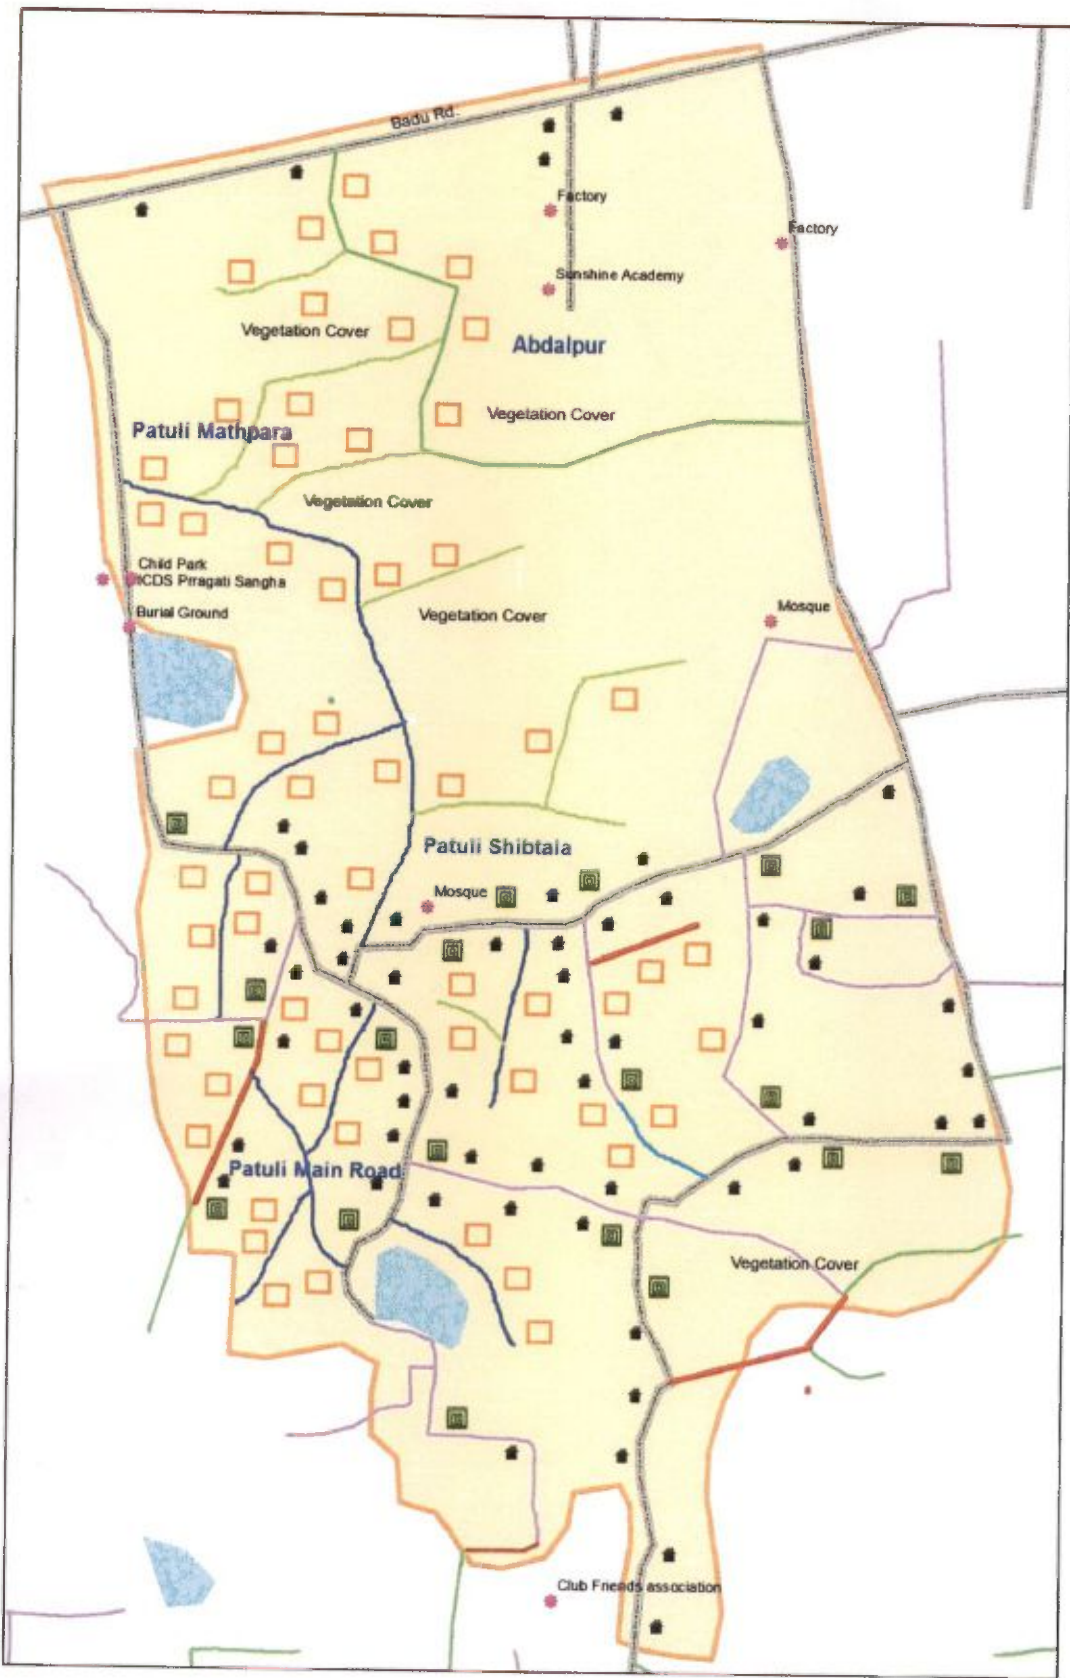 Badu Rd.
Factory
Factory
Sunshine Academy
Vegetation Cover
Abdalpur
Vegetation Cover
Patuli Mathpara
Vegetation Cover
Child Park
ICDS Prragati Sangha
Burial Ground
Vegetation Cover
Mosque
Patuli Shibtala
Mosque
Patuli Main Road
Vegetation Cover
Club Friends association